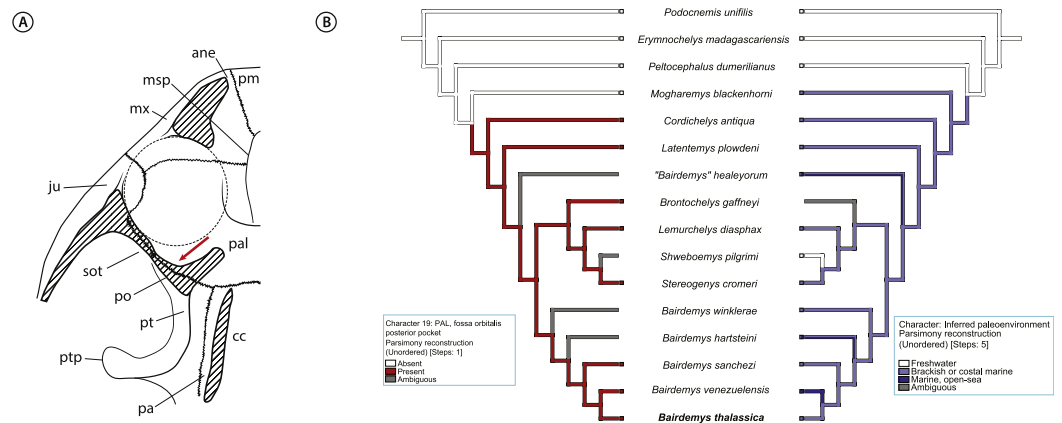 A
ane
pm
msp
mx
ju
pal
sot
po
pt
cc
ptp
pa
B
Podocnemis unifilis
Erymnochelys madagascariensis
Peltocephalus dumerilianus
Mogharemys blackenhorni
Cordichelys antiqua
Latentemys plowdeni
"Bairdemys" healeyorum
Brontochelys gaffneyi
Lemurchelys diasphax
Shweboemys pilgrimi
Stereogenys cromeri
Bairdemys winklerae
Bairdemys hartsteini
Bairdemys sanchezi
Bairdemys venezuelensis
Bairdemys thalassica
Character 19: PAL, fossa orbitalis
posterior pocket
Parsimony reconstruction
(Unordered) [Steps: 1]
Absent
Present
Ambiguous
Character: Inferred paleoenvironment
Parsimony reconstruction
(Unordered) [Steps: 5]
Freshwater
Brackish or costal marine
Marine, open-sea
Ambiguous